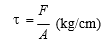 τ = F/A (kg/cm)